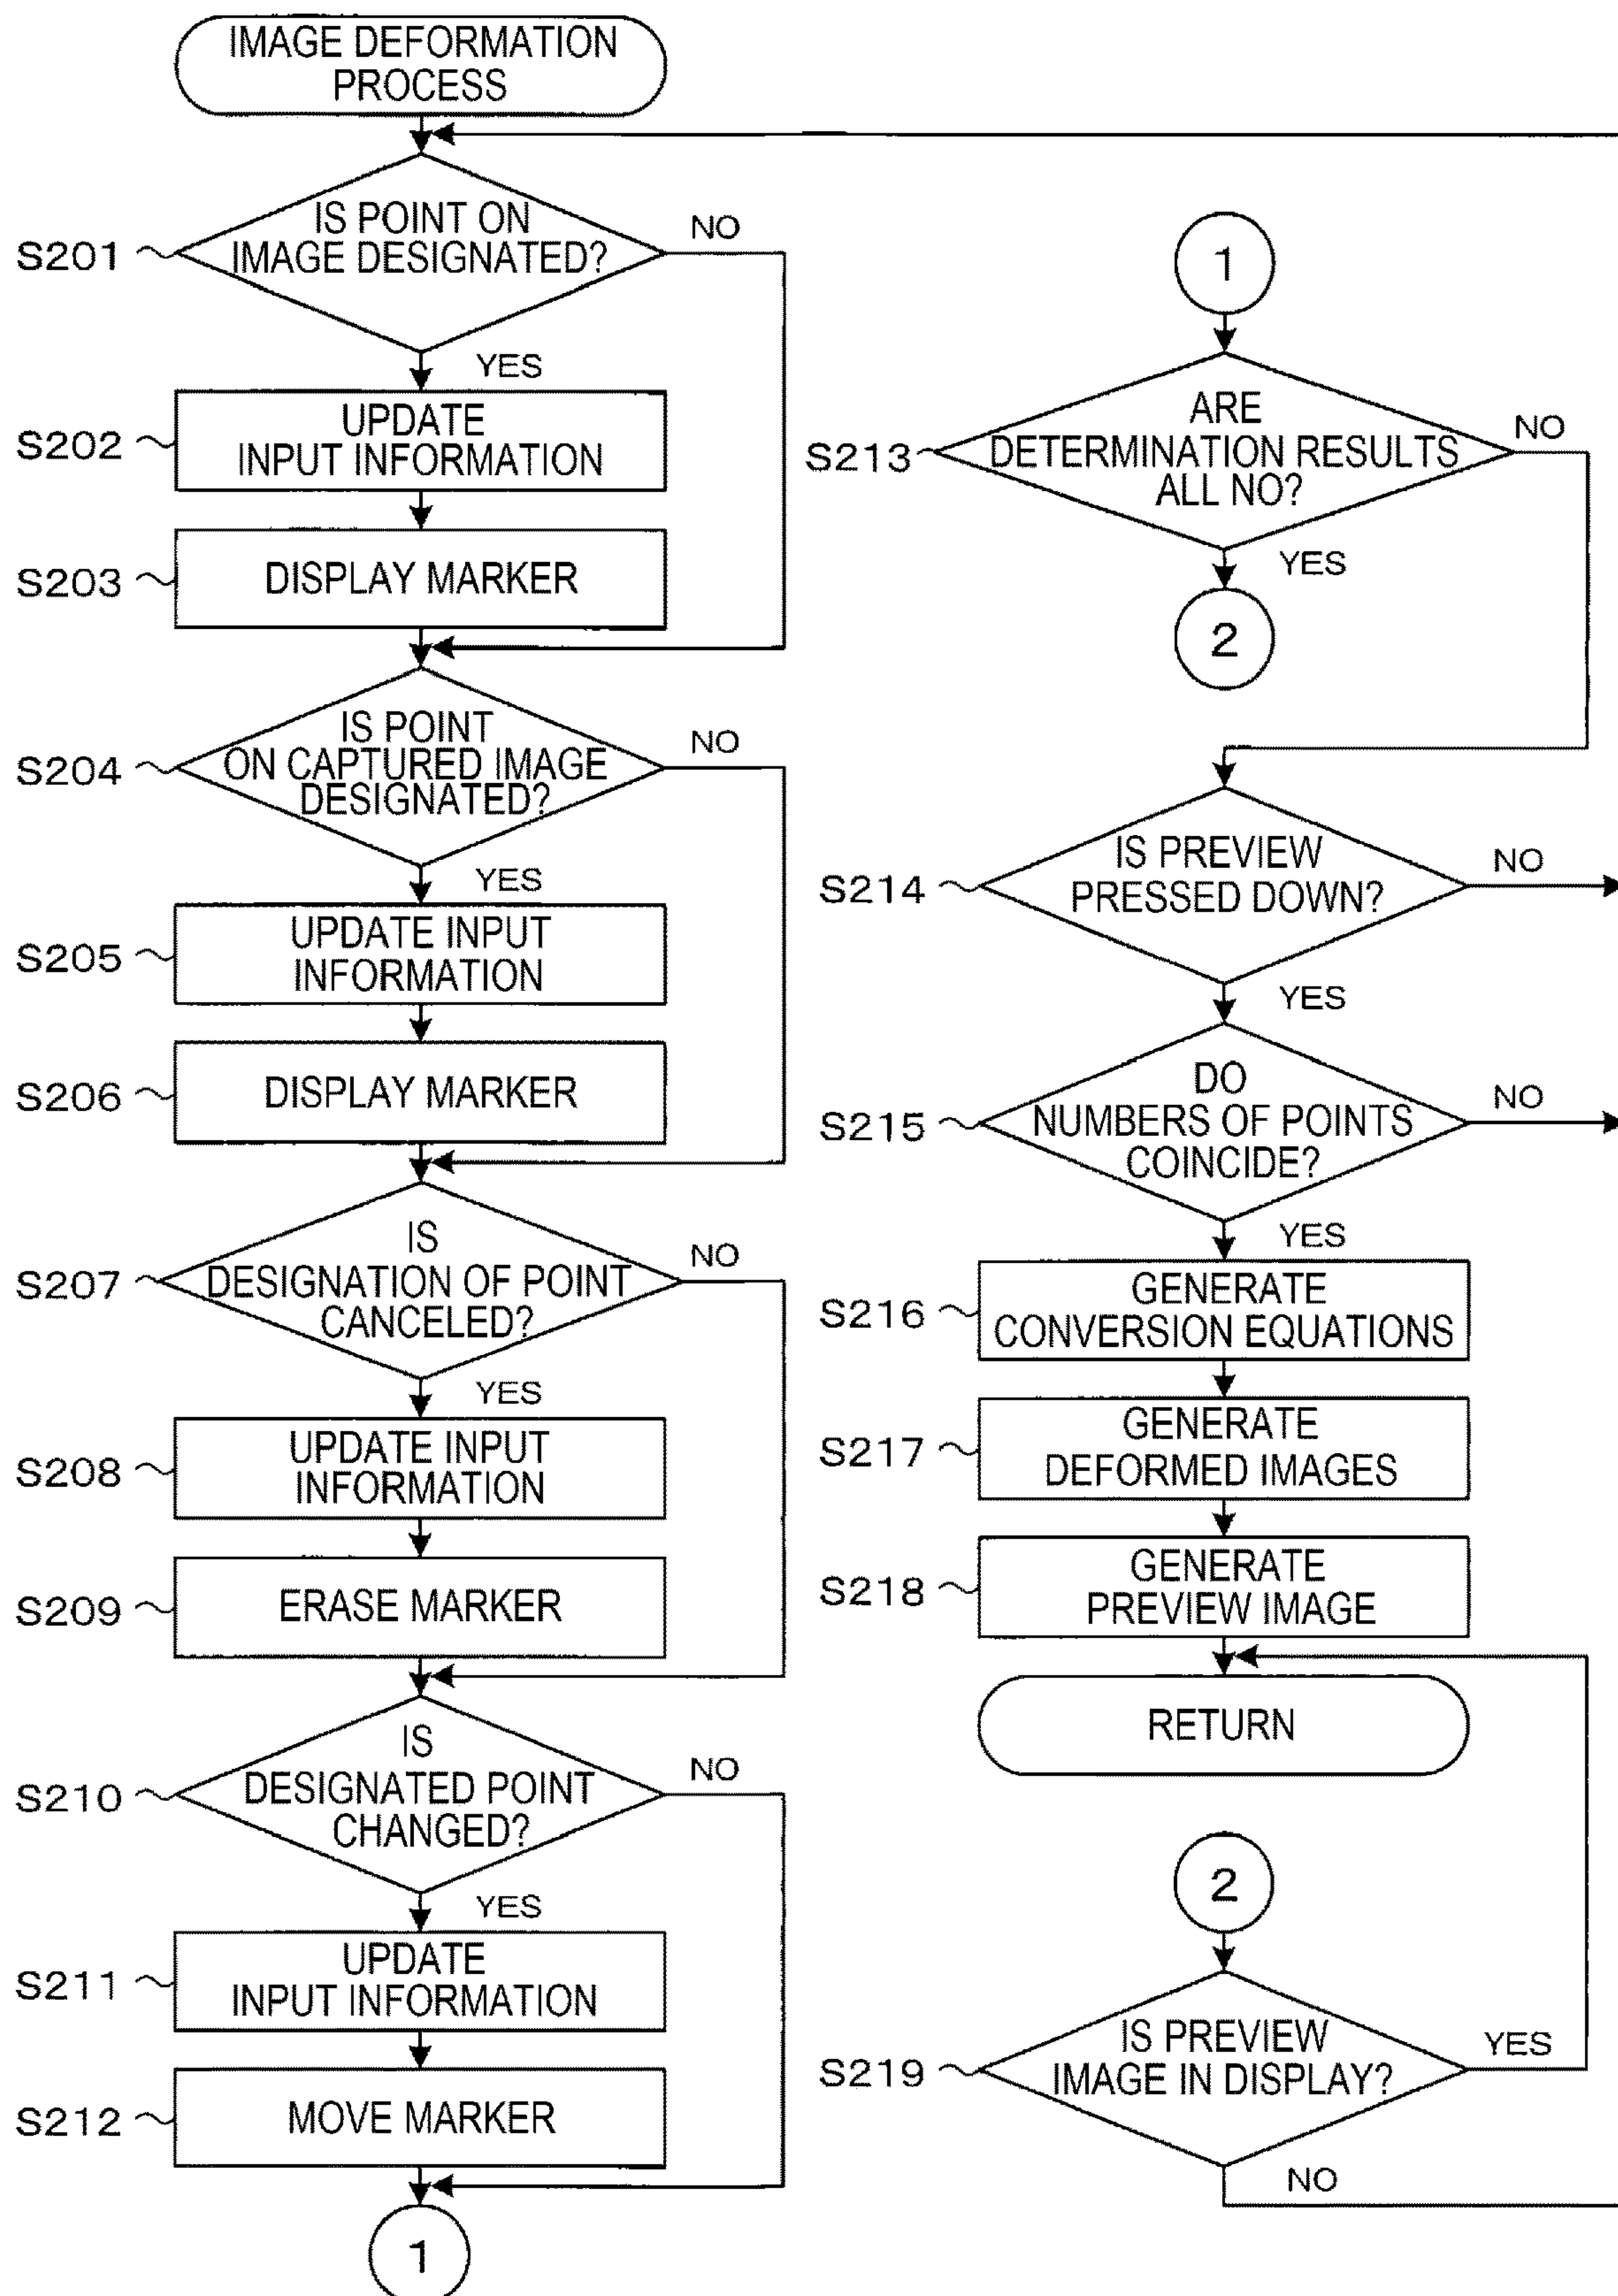 IMAGE DEFORMATION
PROCESS
S201
IS POINT ON
IMAGE DESIGNATED?
NO
YES
S202
UPDATE
INPUT INFORMATION
S203
DISPLAY MARKER
S204
IS POINT
ON CAPTURED IMAGE
DESIGNATED?
NO
YES
S205
UPDATE INPUT
INFORMATION
S206
DISPLAY MARKER
S207
IS
DESIGNATION OF POINT
CANCELED?
NO
YES
S208
UPDATE INPUT
INFORMATION
S209
ERASE MARKER
S210
IS
DESIGNATED POINT
CHANGED?
NO
YES
S211
UPDATE
INPUT INFORMATION
S212
MOVE MARKER
1
1
S213
ARE
DETERMINATION RESULTS
ALL NO?
NO
YES
2
S214
IS PREVIEW
PRESSED DOWN?
NO
YES
S215
DO
NUMBERS OF POINTS
COINCIDE?
NO
YES
S216
GENERATE
CONVERSION EQUATIONS
S217
GENERATE
DEFORMED IMAGES
S218
GENERATE
PREVIEW IMAGE
RETURN
2
S219
IS PREVIEW
IMAGE IN DISPLAY?
YES
NO